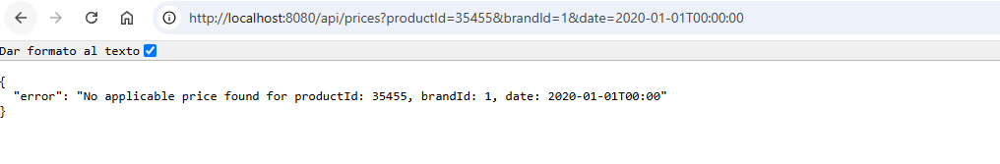 http://localhost:8080/api/prices?productId=35455&brandId=1&date=2020-01-01T00:00:00
Dar formato al texto
{
  "error": "No applicable price found for productId: 35455, brandId: 1, date: 2020-01-01T00:00"
}